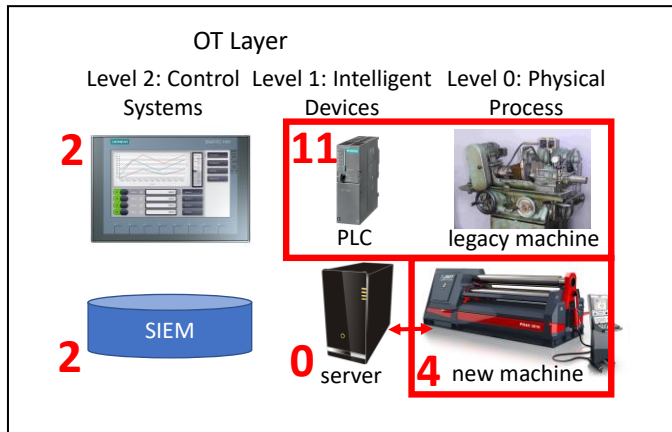 OT Layer
Level 2: Control Systems
Level 1: Intelligent Devices
Level 0: Physical Process
2
SIEMENS
11
PLC
legacy machine
SIEM
2
0
server
4
new machine